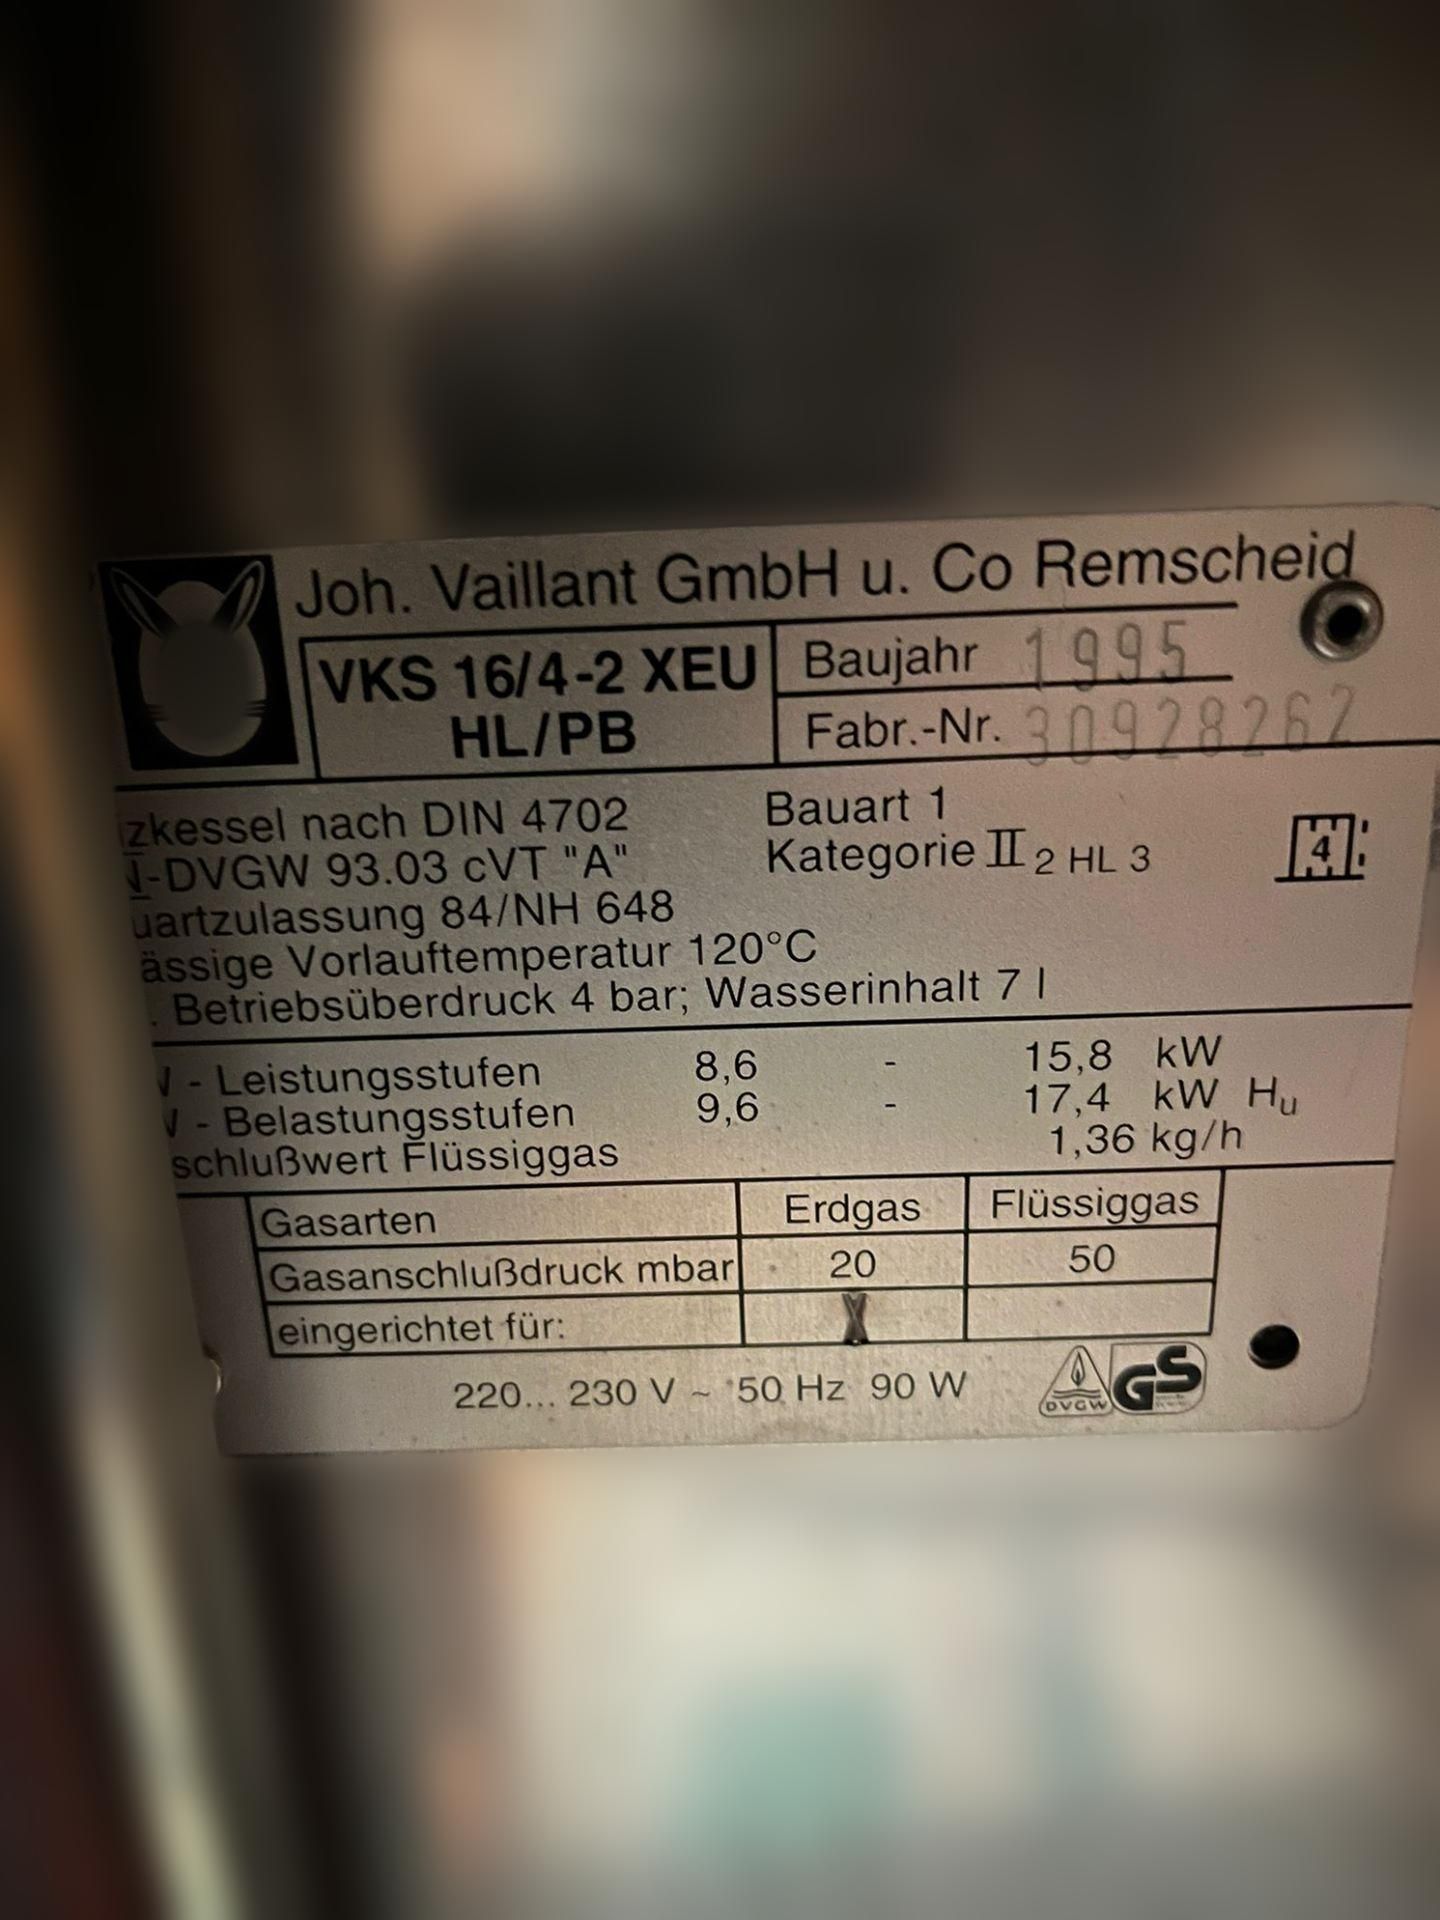 Joh. Vaillant GmbH u. Co Remscheid
VKS 16/4-2 XEU
HL/PB
Baujahr 1995
Fabr.-Nr. 30928262
zkessel nach DIN 4702
-DVGW 93.03 cVT "A"
uartzulassung 84/NH 648
ässige Vorlauftemperatur 120°C
. Betriebsüberdruck 4 bar; Wasserinhalt 7 l
Bauart 1
Kategorie II 2 HL 3
4
- Leistungsstufen 8,6 - 15,8 kW
- Belastungsstufen 9,6 - 17,4 kW Hu
schlußwert Flüssiggas 1,36 kg/h
Gasarten Erdgas Flüssiggas
Gasanschlußdruck mbar 20 50
eingerichtet für: X
220... 230 V ~ 50 Hz 90 W
DVGW GS